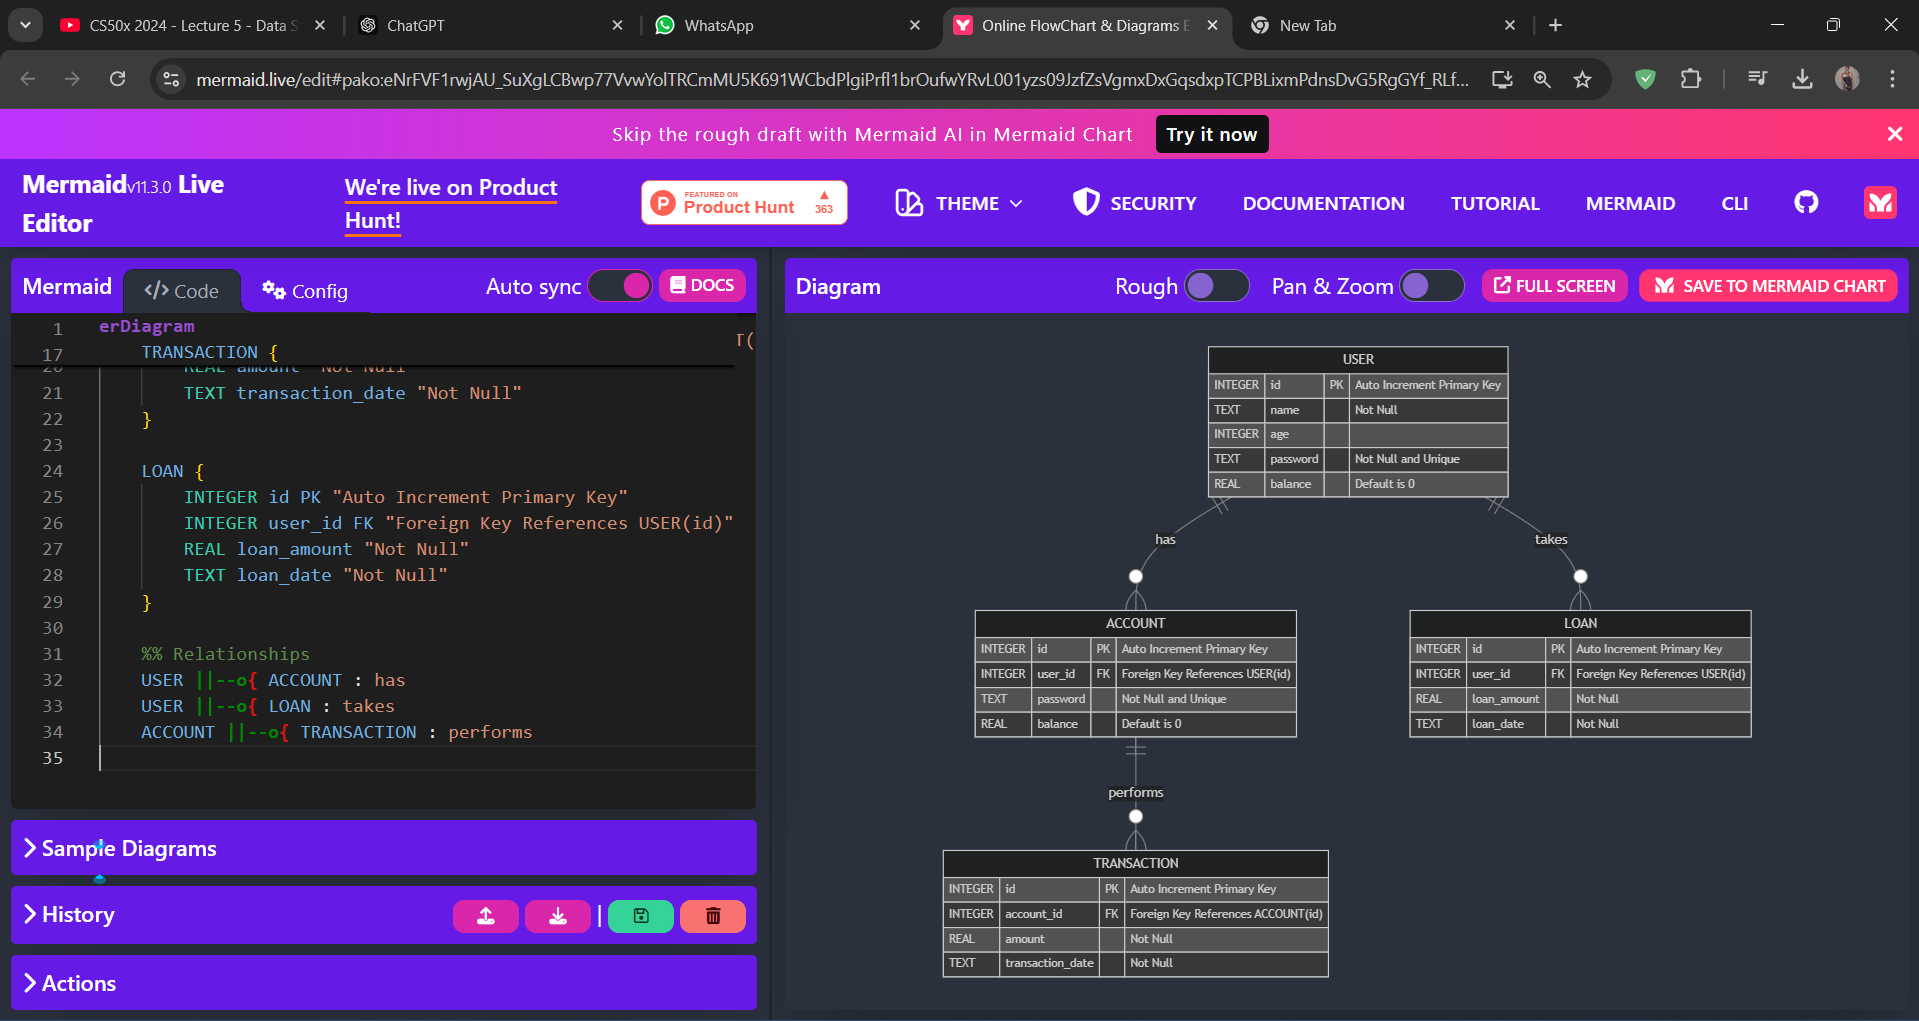 CS50x 2024 - Lecture 5 - Data S
ChatGPT
WhatsApp
Online FlowChart & Diagrams E
New Tab
mermaid.live/edit#pako:eNrFVF1rwjAU_SuXgLCBwp77VvwYolTRCmMU5K691WCbdPlgiPrfl1brOufwYRvL001yzs09JzfZsVgmxDxGqsdxpTCPBLixmPdnsDvG5RgGYf_RLf...
Skip the rough draft with Mermaid AI in Mermaid Chart
Try it now
Mermaid v11.3.0 Live
Editor
We're live on Product
Hunt!
FEATURED ON
Product Hunt
363
THEME
SECURITY
DOCUMENTATION
TUTORIAL
MERMAID
CLI
Mermaid
</> Code
Config
Auto sync
DOCS
1 erDiagram
17 TRANSACTION {
T(
20 REAL amount "Not Null"
21 TEXT transaction_date "Not Null"
22 }
23
24 LOAN {
25 INTEGER id PK "Auto Increment Primary Key"
26 INTEGER user_id FK "Foreign Key References USER(id)"
27 REAL loan_amount "Not Null"
28 TEXT loan_date "Not Null"
29 }
30
31 %% Relationships
32 USER ||--o{ ACCOUNT : has
33 USER ||--o{ LOAN : takes
34 ACCOUNT ||--o{ TRANSACTION : performs
35
Sample Diagrams
History
Actions
Diagram
Rough
Pan & Zoom
FULL SCREEN
SAVE TO MERMAID CHART
USER
INTEGER id PK Auto Increment Primary Key
TEXT name Not Null
INTEGER age
TEXT password Not Null and Unique
REAL balance Default is 0
has
takes
ACCOUNT
INTEGER id PK Auto Increment Primary Key
INTEGER user_id FK Foreign Key References USER(id)
TEXT password Not Null and Unique
REAL balance Default is 0
LOAN
INTEGER id PK Auto Increment Primary Key
INTEGER user_id FK Foreign Key References USER(id)
REAL loan_amount Not Null
TEXT loan_date Not Null
performs
TRANSACTION
INTEGER id PK Auto Increment Primary Key
INTEGER account_id FK Foreign Key References ACCOUNT(id)
REAL amount Not Null
TEXT transaction_date Not Null